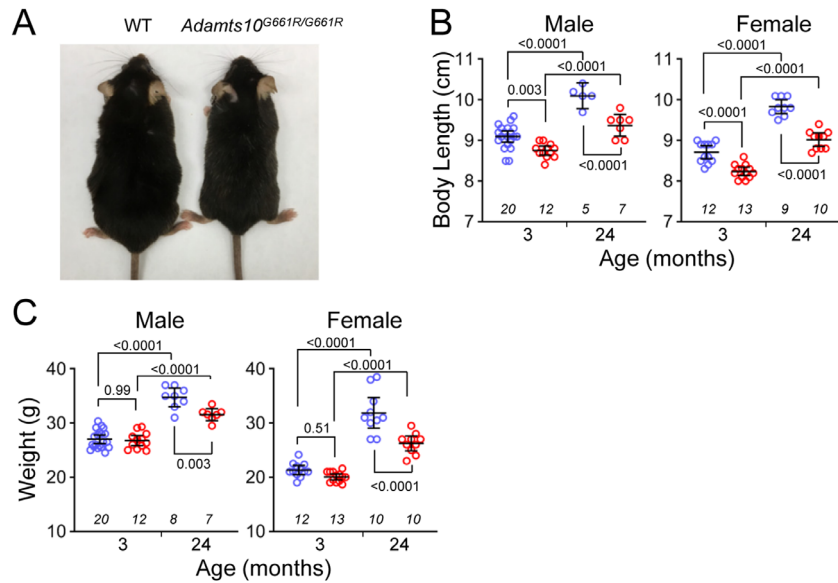 A
WT Adamts10^G661R/G661R
B
Male Female
Body Length (cm)
11
10
9
8
7
<0.0001
<0.0001
0.003
<0.0001
20 12 5 7
3 24
11
10
9
8
7
<0.0001
<0.0001
<0.0001
<0.0001
12 13 9 10
3 24
Age (months)
C
Male Female
Weight (g)
40
30
20
10
<0.0001
<0.0001
0.99
0.003
20 12 8 7
3 24
40
30
20
10
<0.0001
<0.0001
0.51
<0.0001
12 13 10 10
3 24
Age (months)